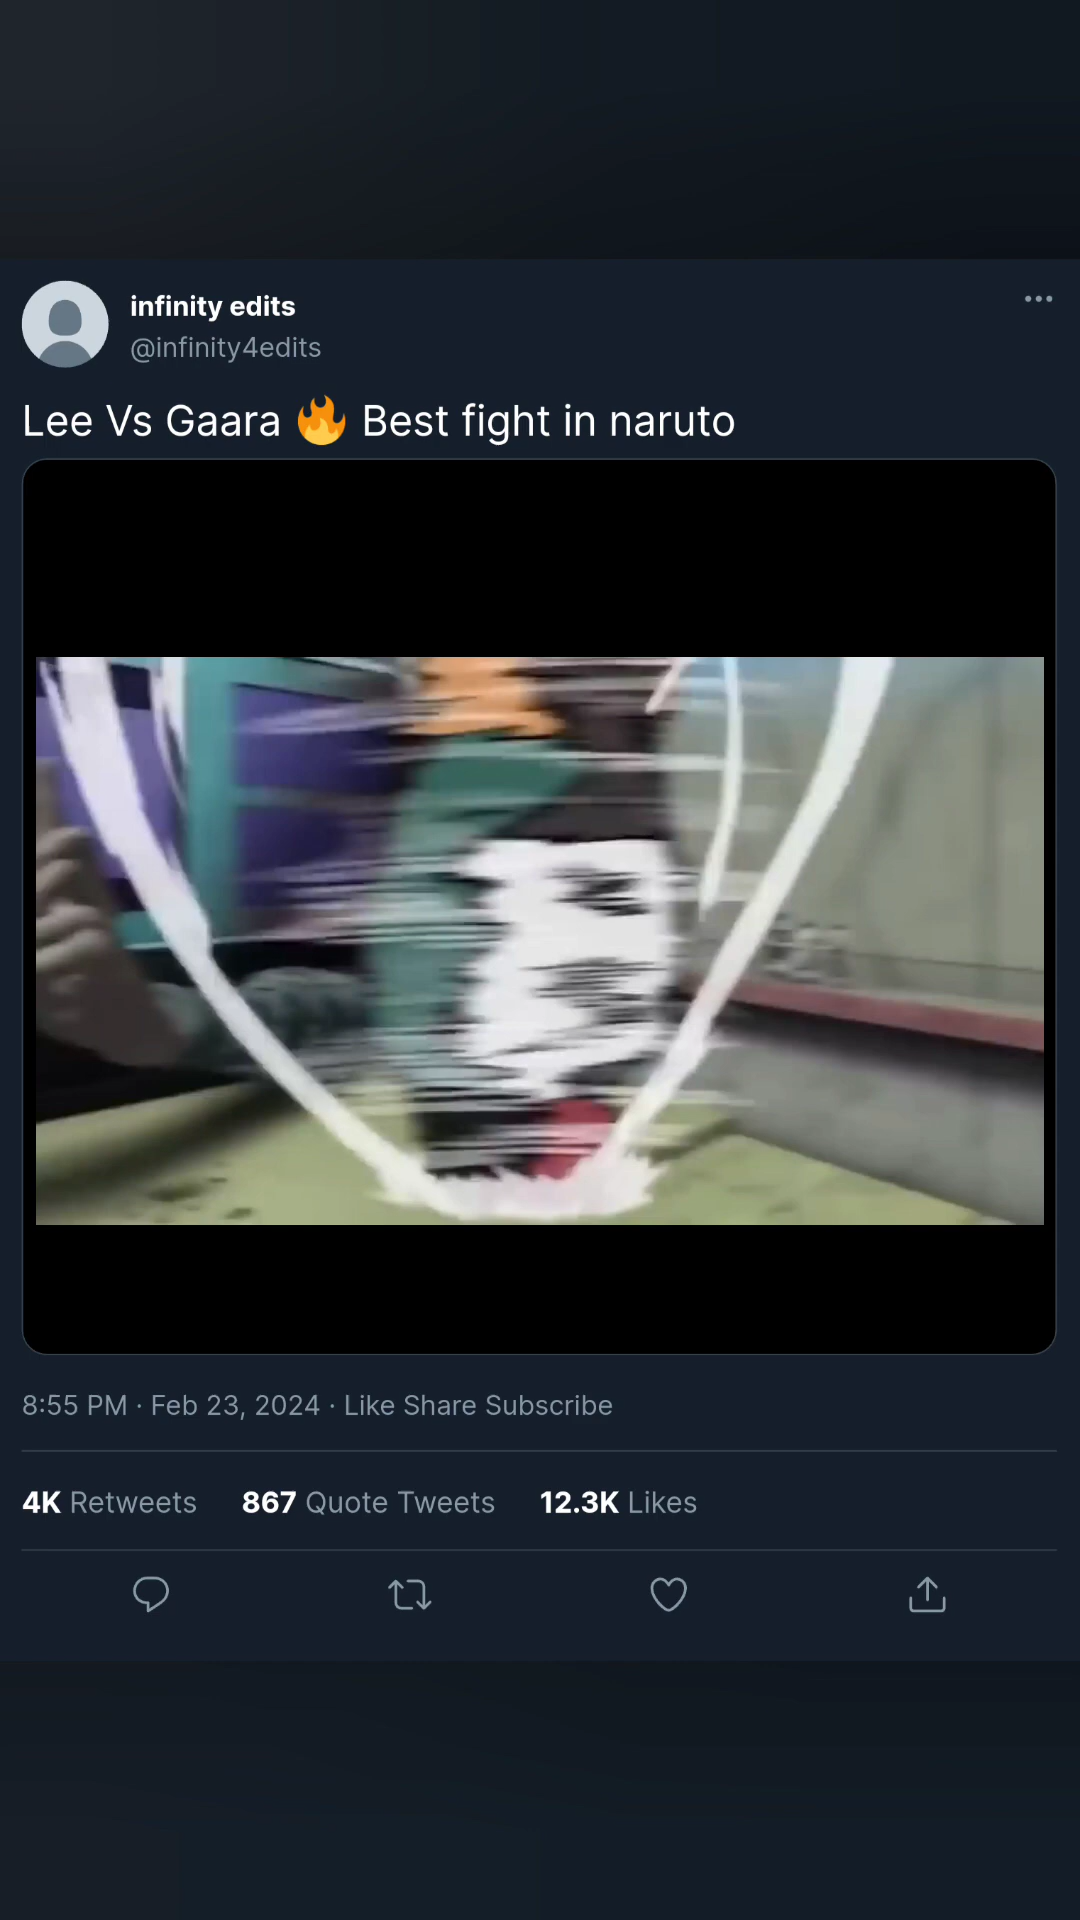 infinity edits
@infinity4edits
Lee Vs Gaara 🔥 Best fight in naruto
8:55 PM · Feb 23, 2024 · Like Share Subscribe
4K Retweets 867 Quote Tweets 12.3K Likes